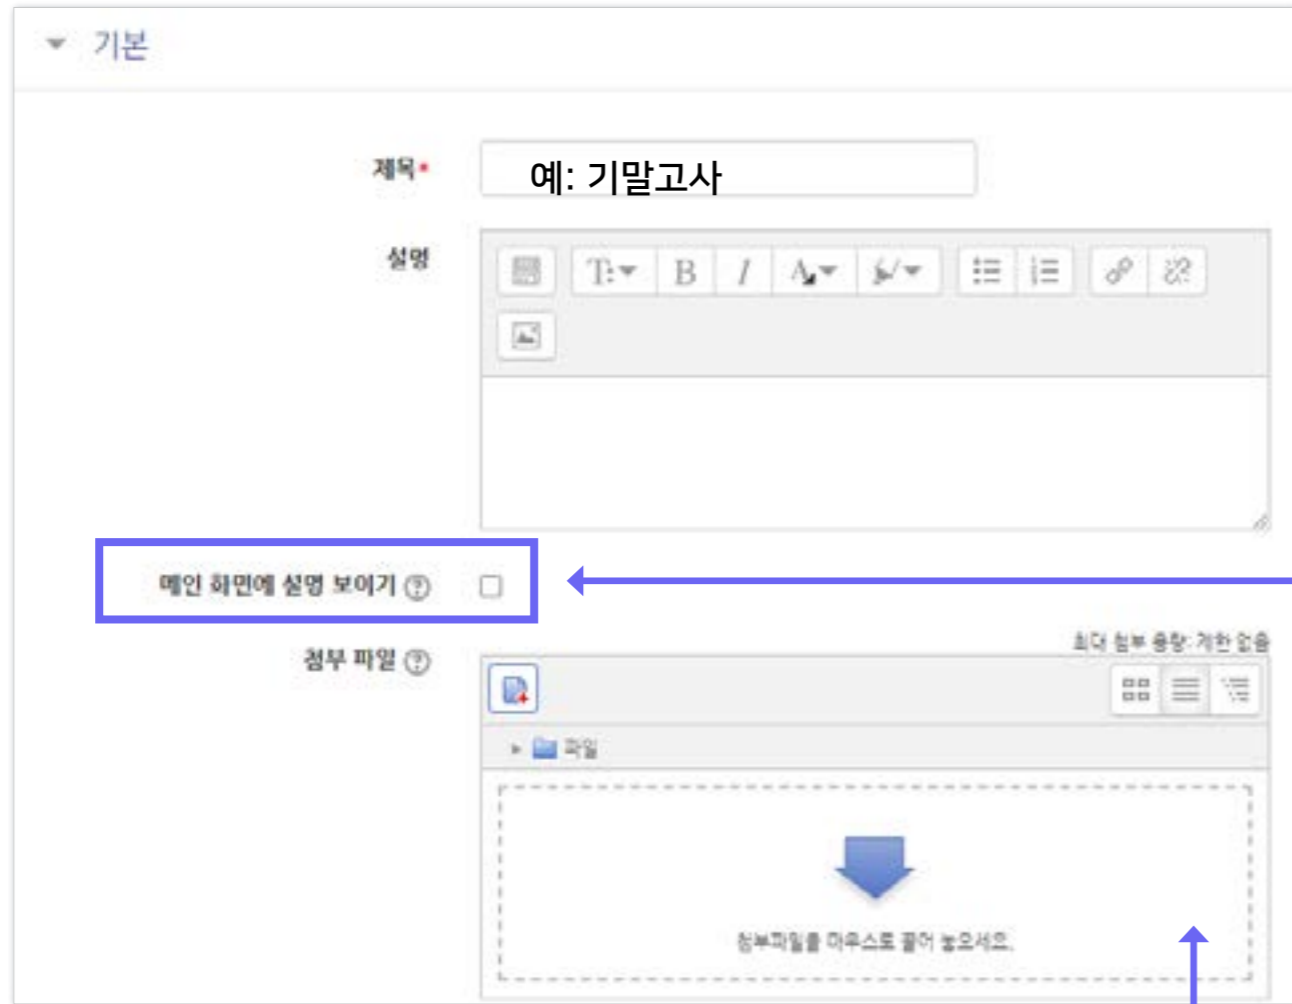 기본
제목*
예: 기말고사
설명
T: B I A
메인 화면에 설명 보이기 ?
최대 첨부 용량: 제한 없음
첨부 파일 ?
파일
첨부파일을 마우스로 끌어 놓으세요.